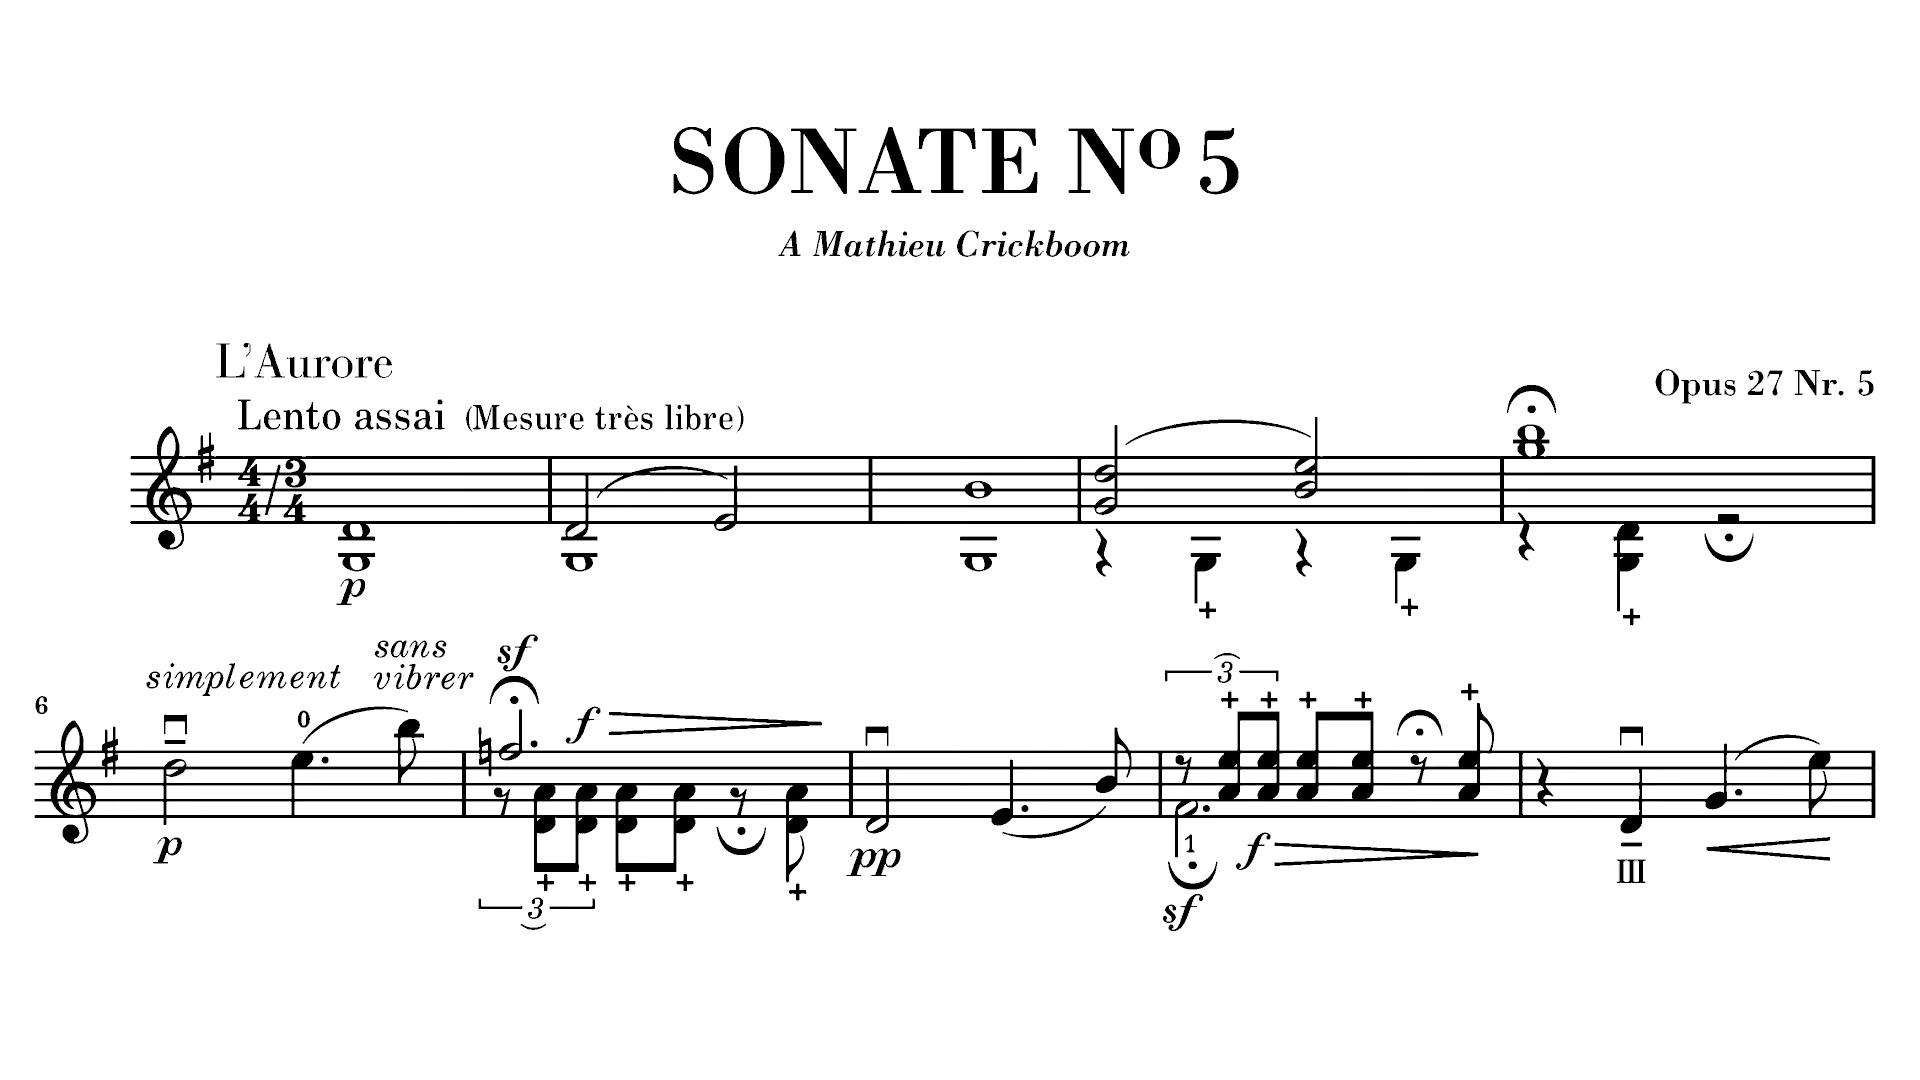 SONATE Nº 5
A Mathieu Crickboom
L'Aurore
Opus 27 Nr. 5
Lento assai (Mesure très libre)
4/4 / 3/4
p
sans
simplement vibrer
sf
6
0
f
p
3
3
pp
1
f
III
sf